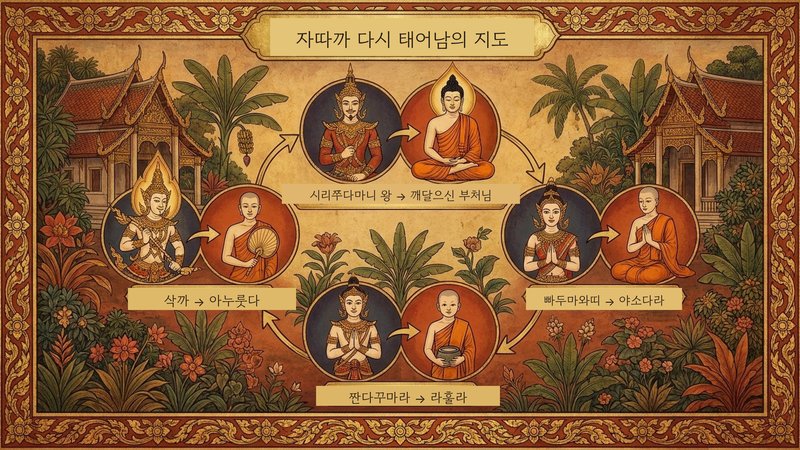 자따까 다시 태어남의 지도
시리쭈다마니 왕 → 깨달으신 부처님
삭까 → 아누룻다
빠두마와띠 → 야소다라
짠다꾸마라 → 라훌라